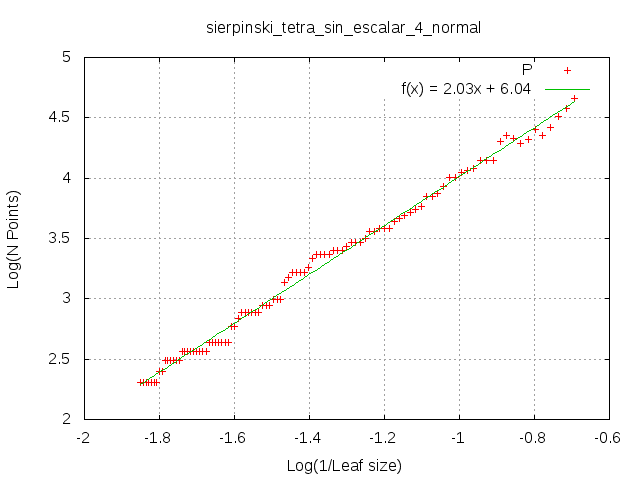 sierpinski_tetra_sin_escalar_4_normal
P
f(x) = 2.03x + 6.04
5
4.5
4
3.5
3
2.5
2
Log(N Points)
-2 -1.8 -1.6 -1.4 -1.2 -1 -0.8 -0.6
Log(1/Leaf size)